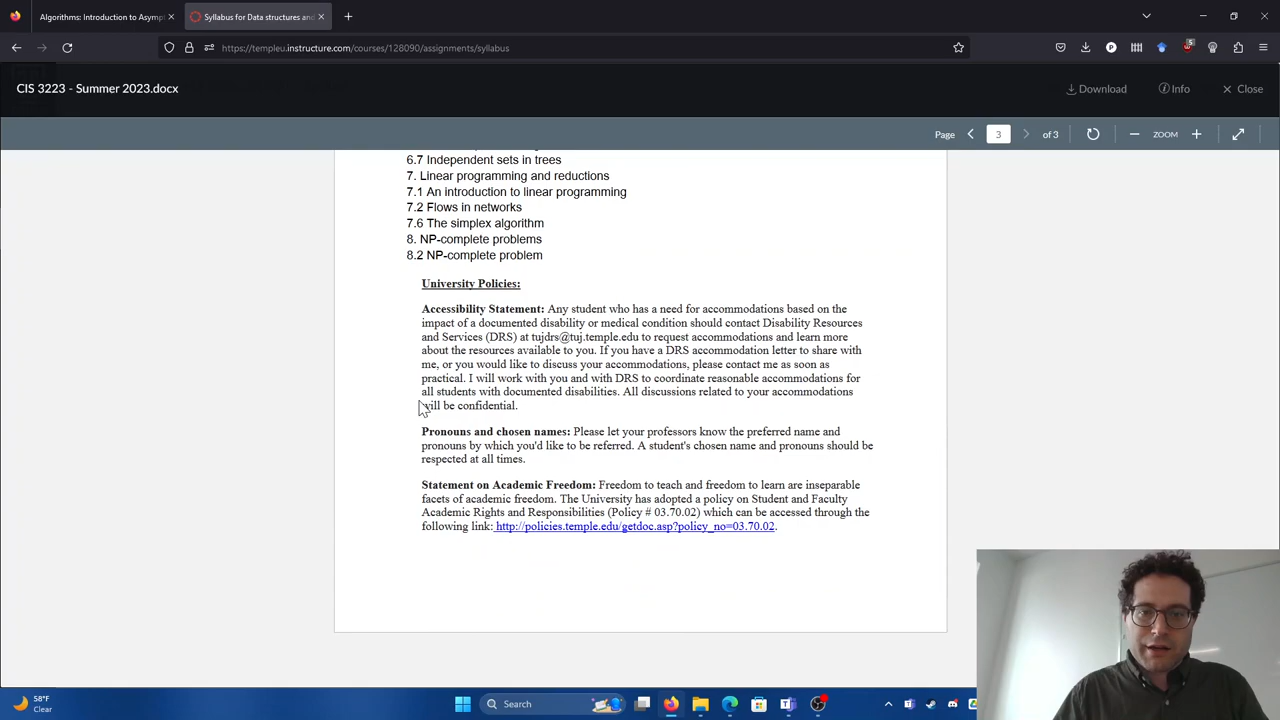 Algorithms: Introduction to Asympt
Syllabus for Data structures and
https://templeu.instructure.com/courses/128090/assignments/syllabus
5
CIS 3223 - Summer 2023.docx
Download
Info
Close
Page
3
of 3
ZOOM
6.7 Independent sets in trees
7. Linear programming and reductions
7.1 An introduction to linear programming
7.2 Flows in networks
7.6 The simplex algorithm
8. NP-complete problems
8.2 NP-complete problem
University Policies:
Accessibility Statement: Any student who has a need for accommodations based on the
impact of a documented disability or medical condition should contact Disability Resources
and Services (DRS) at tujdrs@tuj.temple.edu to request accommodations and learn more
about the resources available to you. If you have a DRS accommodation letter to share with
me, or you would like to discuss your accommodations, please contact me as soon as
practical. I will work with you and with DRS to coordinate reasonable accommodations for
all students with documented disabilities. All discussions related to your accommodations
will be confidential.
Pronouns and chosen names: Please let your professors know the preferred name and
pronouns by which you'd like to be referred. A student's chosen name and pronouns should be
respected at all times.
Statement on Academic Freedom: Freedom to teach and freedom to learn are inseparable
facets of academic freedom. The University has adopted a policy on Student and Faculty
Academic Rights and Responsibilities (Policy # 03.70.02) which can be accessed through the
following link: http://policies.temple.edu/getdoc.asp?policy_no=03.70.02.
58°F
Clear
Search